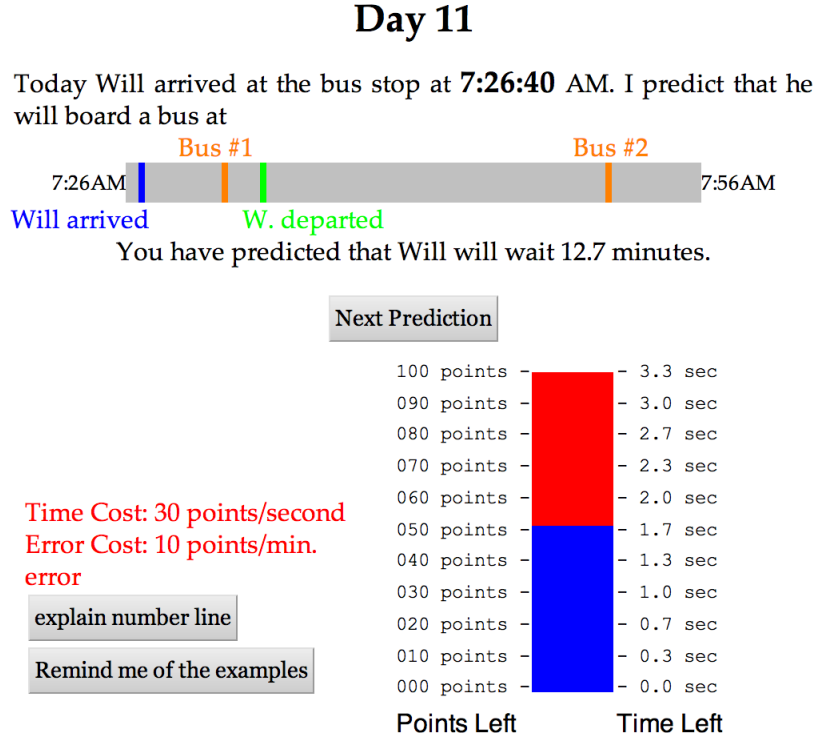 Day 11
Today Will arrived at the bus stop at 7:26:40 AM. I predict that he
will board a bus at
Bus #1 Bus #2
7:26AM 7:56AM
Will arrived W. departed
You have predicted that Will will wait 12.7 minutes.
Next Prediction
100 points - - 3.3 sec
090 points - - 3.0 sec
080 points - - 2.7 sec
070 points - - 2.3 sec
060 points - - 2.0 sec
050 points - - 1.7 sec
040 points - - 1.3 sec
030 points - - 1.0 sec
020 points - - 0.7 sec
010 points - - 0.3 sec
000 points - - 0.0 sec
Points Left Time Left
Time Cost: 30 points/second
Error Cost: 10 points/min.
error
explain number line
Remind me of the examples